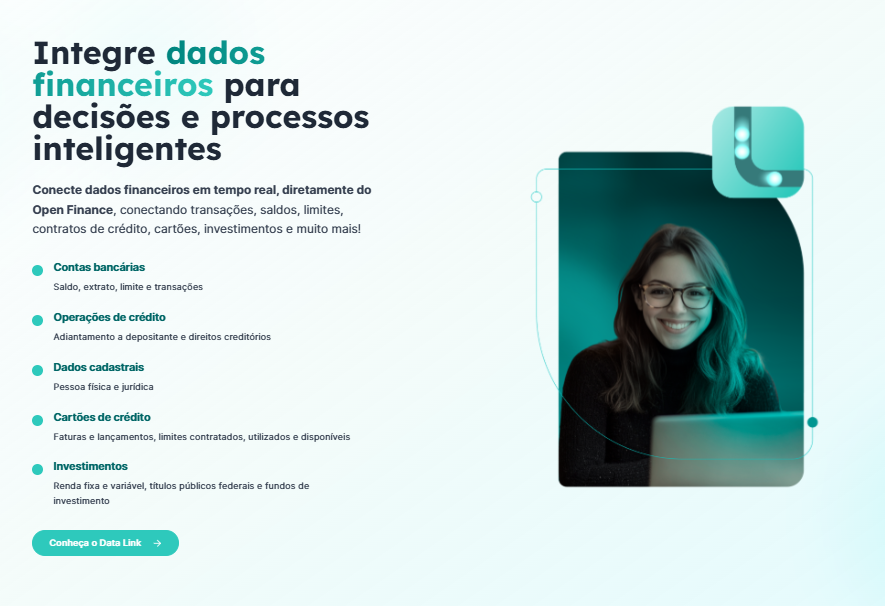 Integre dados
financeiros para
decisões e processos
inteligentes
Conecte dados financeiros em tempo real, diretamente do
Open Finance, conectando transações, saldos, limites,
contratos de crédito, cartões, investimentos e muito mais!
Contas bancárias
Saldo, extrato, limite e transações
Operações de crédito
Adiantamento a depositante e direitos creditórios
Dados cadastrais
Pessoa física e jurídica
Cartões de crédito
Faturas e lançamentos, limites contratados, utilizados e disponíveis
Investimentos
Renda fixa e variável, títulos públicos federais e fundos de
investimento
Conheça o Data Link →